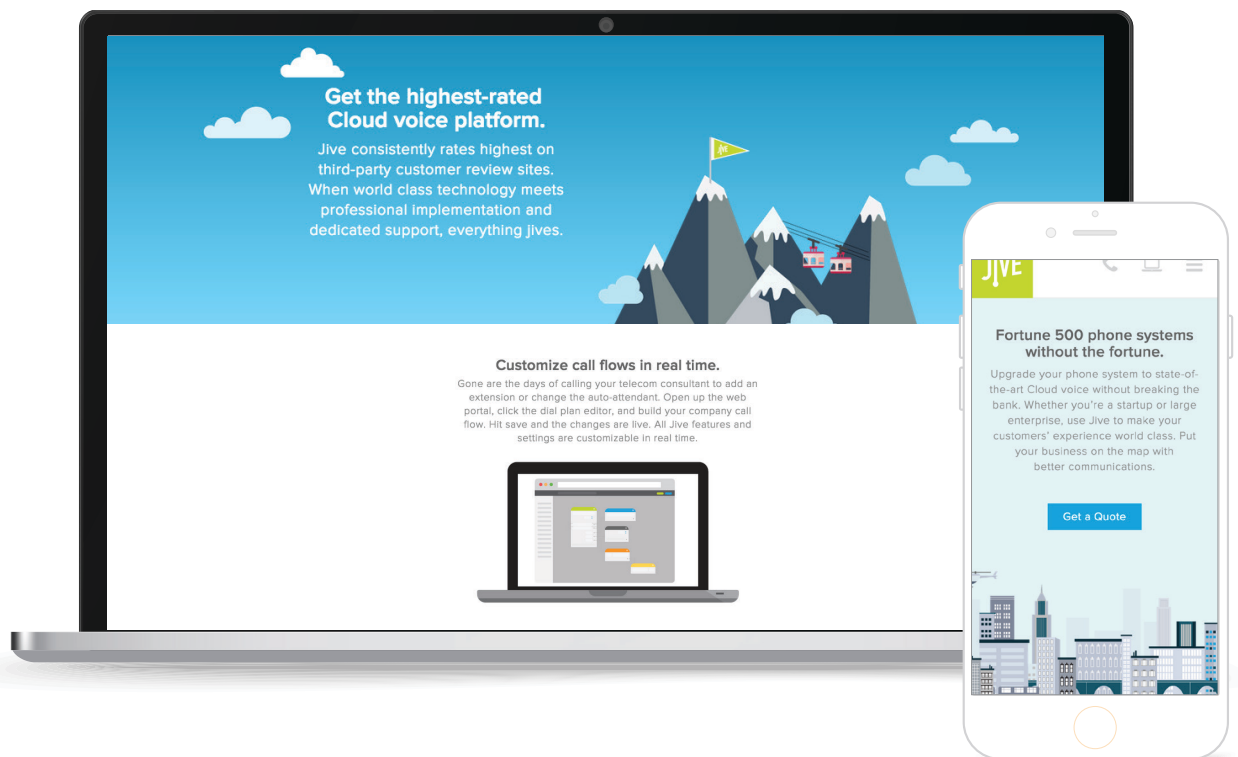 Get the highest-rated
Cloud voice platform.
Jive consistently rates highest on
third-party customer review sites.
When world class technology meets
professional implementation and
dedicated support, everything jives.
Jive
Customize call flows in real time.
Gone are the days of calling your telecom consultant to add an
extension or change the auto-attendant. Open up the web
portal, click the dial plan editor, and build your company call
flow. Hit save and the changes are live. All Jive features and
settings are customizable in real time.
JIVE
Fortune 500 phone systems
without the fortune.
Upgrade your phone system to state-of-
the-art Cloud voice without breaking the
bank. Whether you're a startup or large
enterprise, use Jive to make your
customers' experience world class. Put
your business on the map with
better communications.
Get a Quote